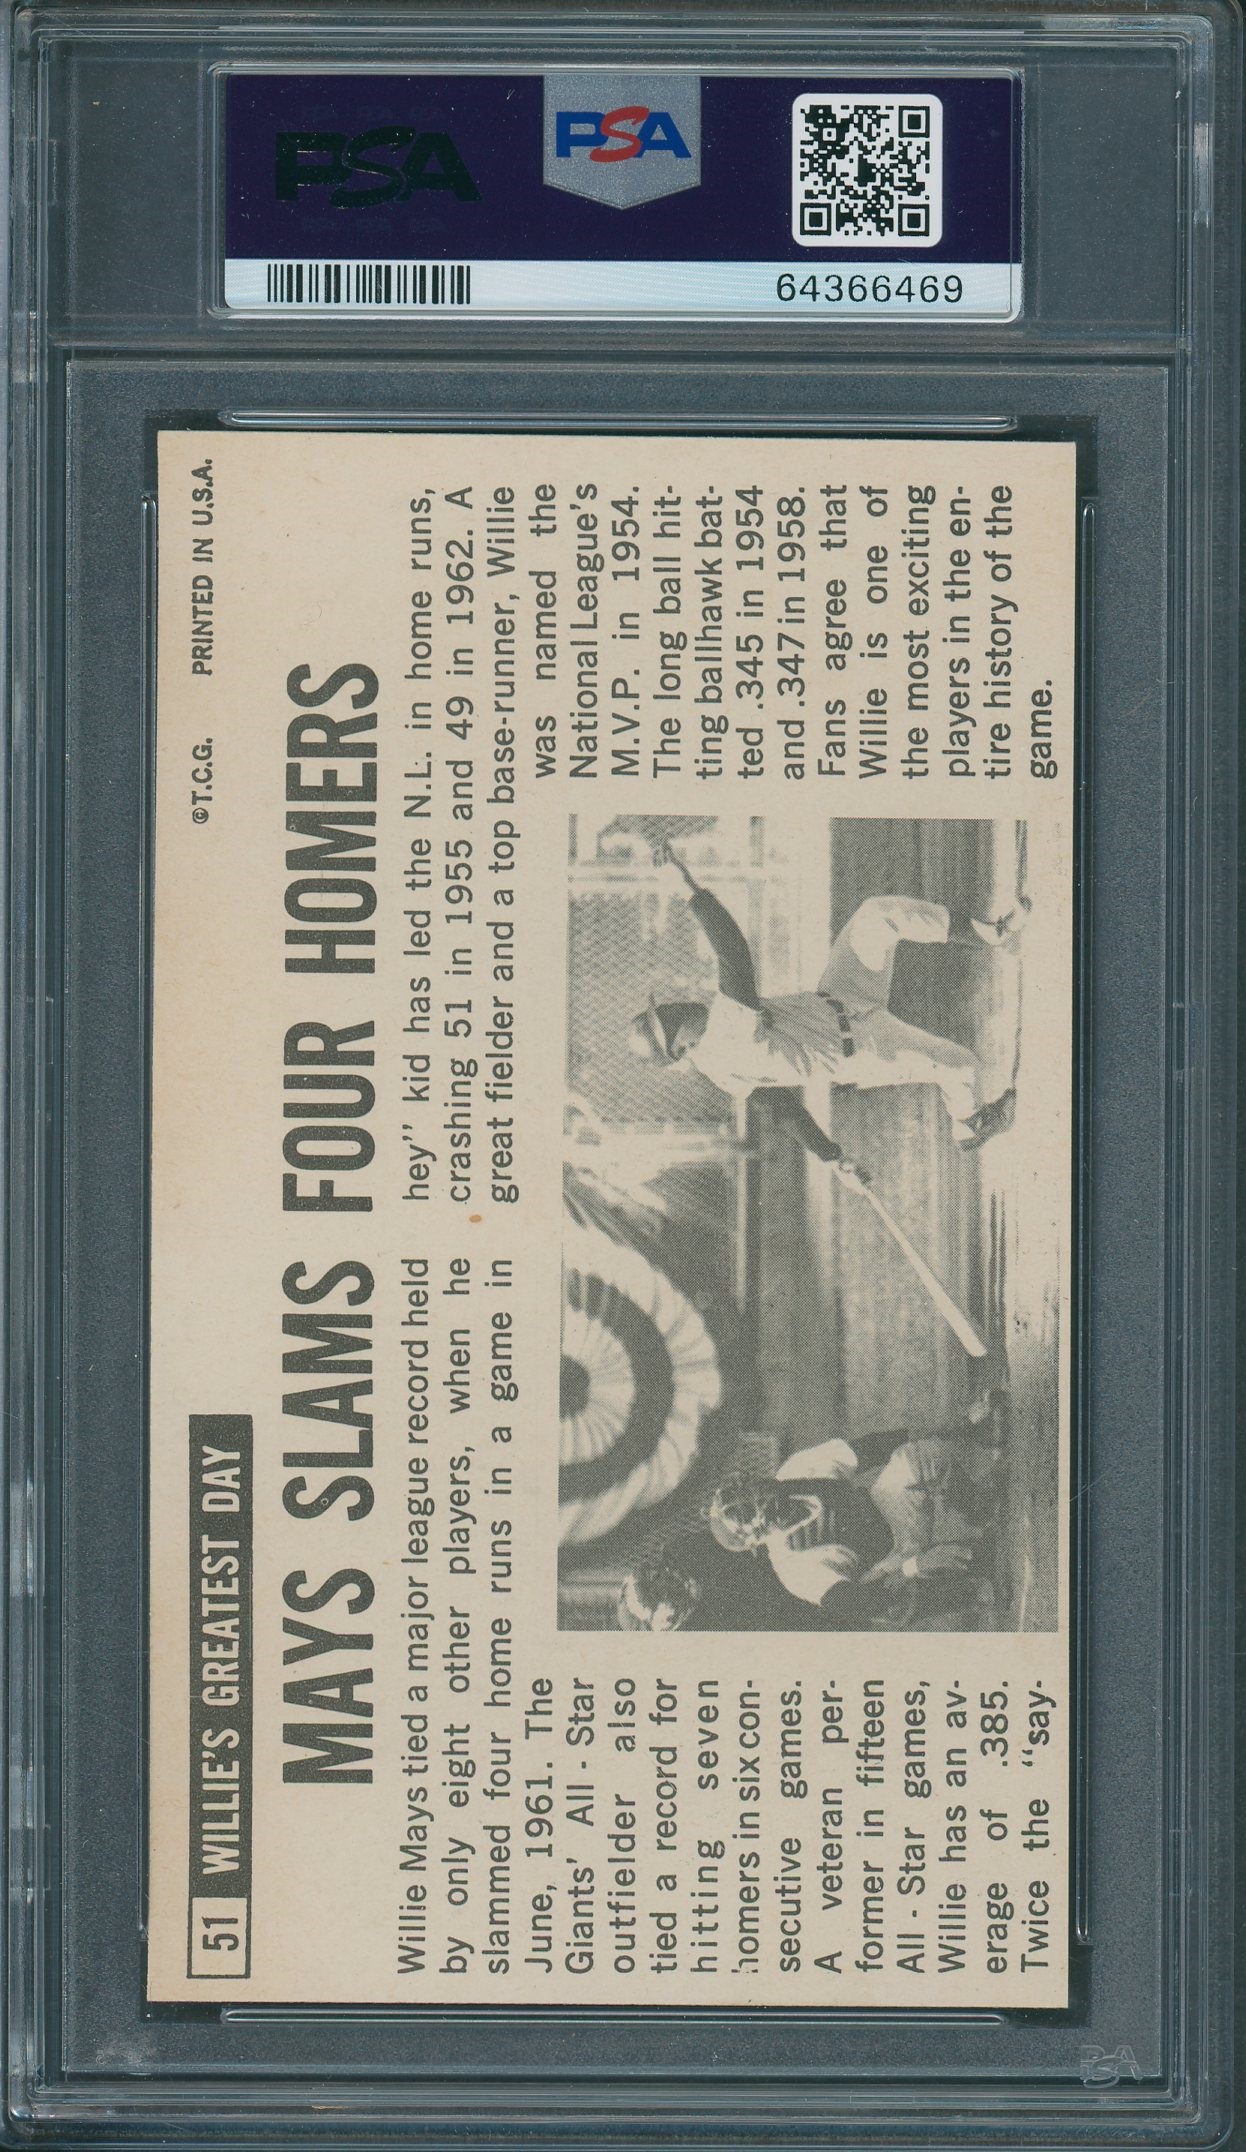 PSA
PSA
64366469
51 WILLIE'S GREATEST DAY
©T.C.G. PRINTED IN U.S.A.
MAYS SLAMS FOUR HOMERS
Willie Mays tied a major league record held
by only eight other players, when he
slammed four home runs in a game in
June, 1961. The
Giants' All - Star
outfielder also
tied a record for
hitting seven
homers in six con-
secutive games.
A veteran per-
former in fifteen
All - Star games,
Willie has an av-
erage of .385.
Twice the "say-
hey" kid has led the N.L. in home runs,
crashing 51 in 1955 and 49 in 1962. A
great fielder and a top base-runner, Willie
was named the
National League's
M.V.P. in 1954.
The long ball hit-
ting ballhawk bat-
ted .345 in 1954
and .347 in 1958.
Fans agree that
Willie is one of
the most exciting
players in the en-
tire history of the
game.
PSA